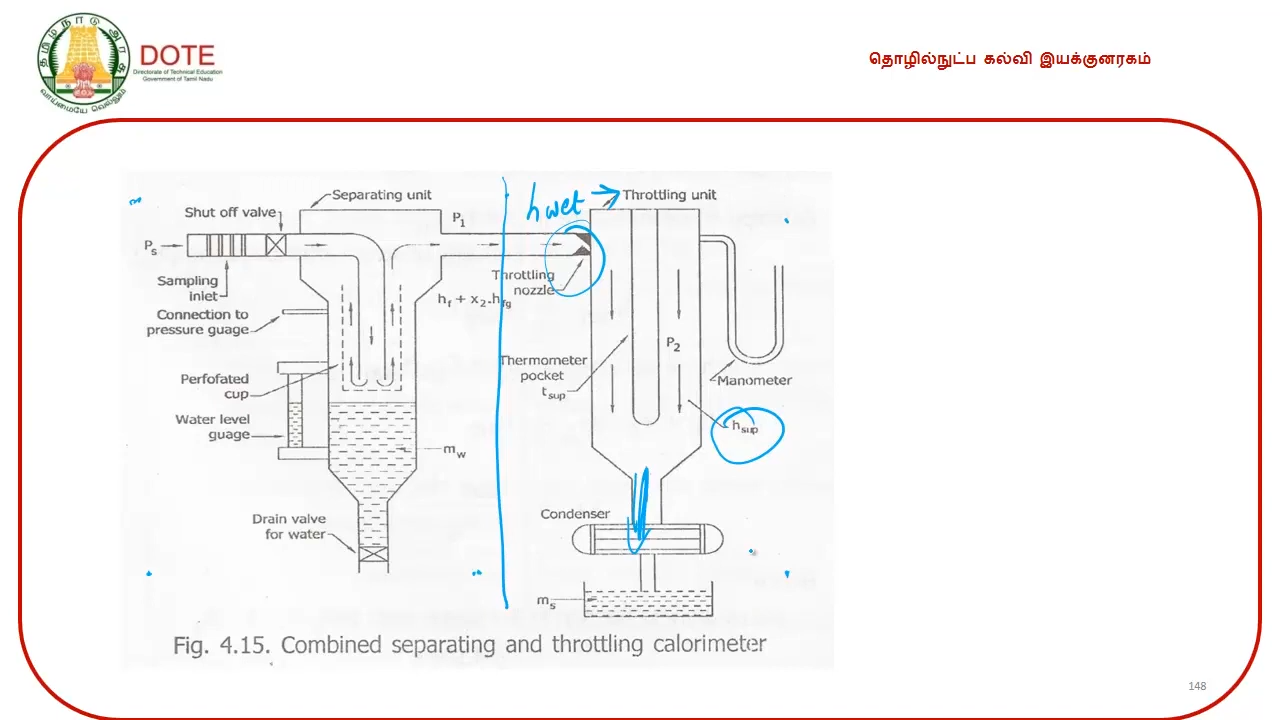 தமிழ்நாடு அரசு
வாய்மையே வெல்லும்
DOTE
Directorate of Technical Education
Government of Tamil Nadu
தொழில்நுட்ப கல்வி இயக்குனரகம்
Separating unit
h wet
Throttling unit
Shut off valve
P1
Ps
Sampling
inlet
Throttling
nozzle
hf + x2.hfg
Connection to
pressure guage
P2
Thermometer
pocket
tsup
Manometer
Perfofated
cup
Water level
guage
hsup
mw
Condenser
Drain valve
for water
ms
Fig. 4.15. Combined separating and throttling calorimeter
148